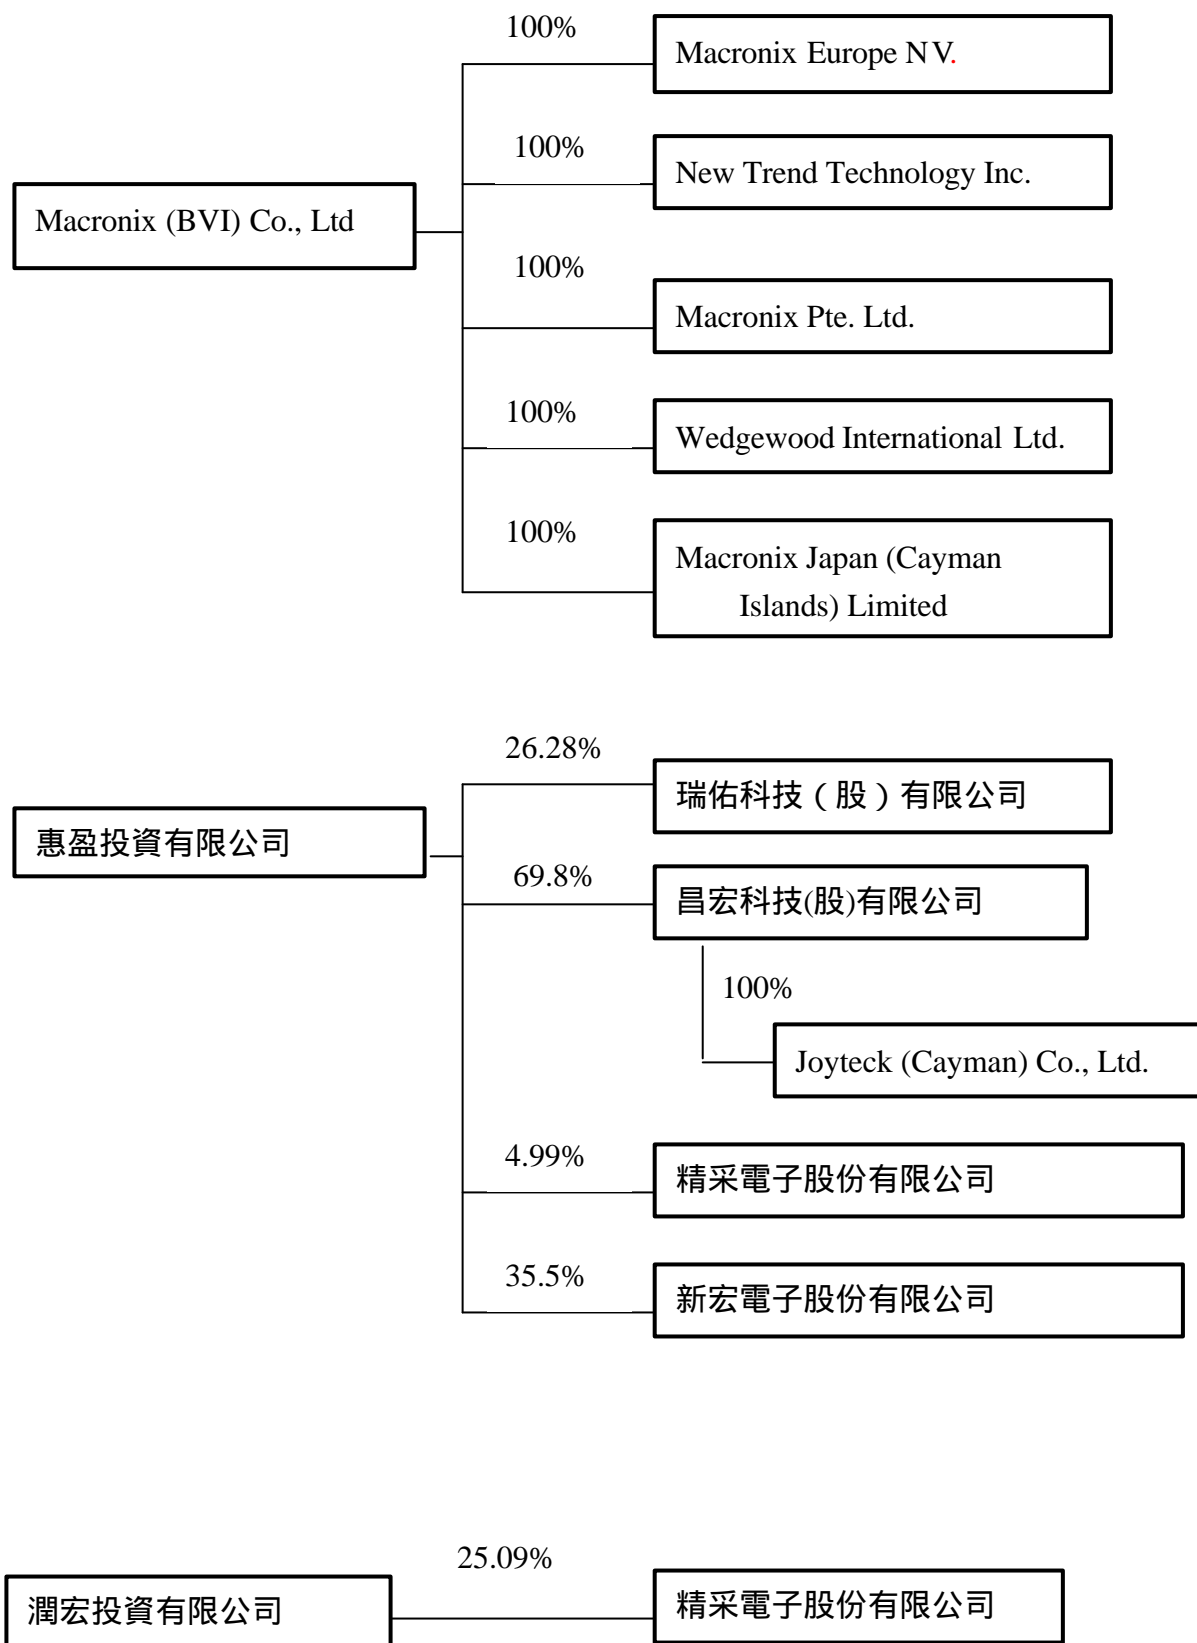 100%
Macronix Europe NV.
100%
New Trend Technology Inc.
Macronix (BVI) Co., Ltd
100%
Macronix Pte. Ltd.
100%
Wedgewood International Ltd.
100%
Macronix Japan (Cayman
Islands) Limited
26.28%
瑞佑科技（股）有限公司
惠盈投資有限公司
69.8%
昌宏科技(股)有限公司
100%
Joyteck (Cayman) Co., Ltd.
4.99%
精采電子股份有限公司
35.5%
新宏電子股份有限公司
25.09%
潤宏投資有限公司
精采電子股份有限公司